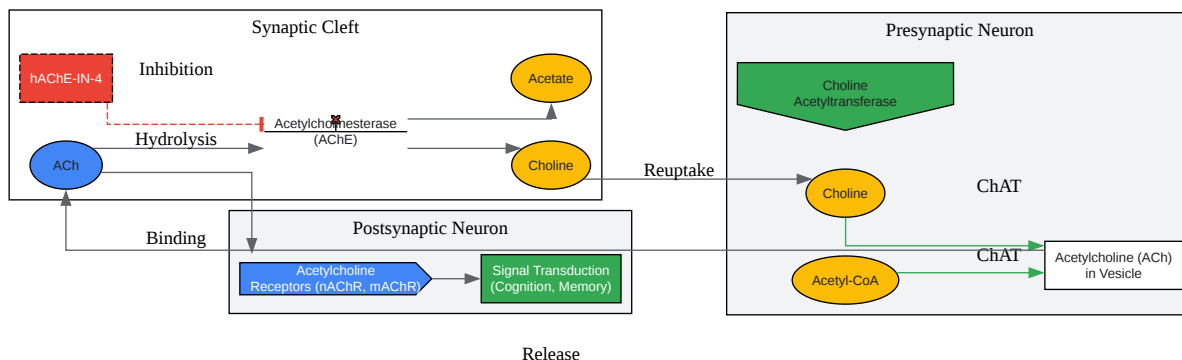 Synaptic Cleft
hAChE-IN-4
Inhibition
Acetate
Acetylcholinesterase
(AChE)
Hydrolysis
ACh
Choline
Reuptake
Presynaptic Neuron
Choline
Acetyltransferase
Choline
ChAT
ChAT
Acetyl-CoA
Acetylcholine (ACh)
in Vesicle
Postsynaptic Neuron
Binding
Acetylcholine
Receptors (nAChR, mAChR)
Signal Transduction
(Cognition, Memory)
Release